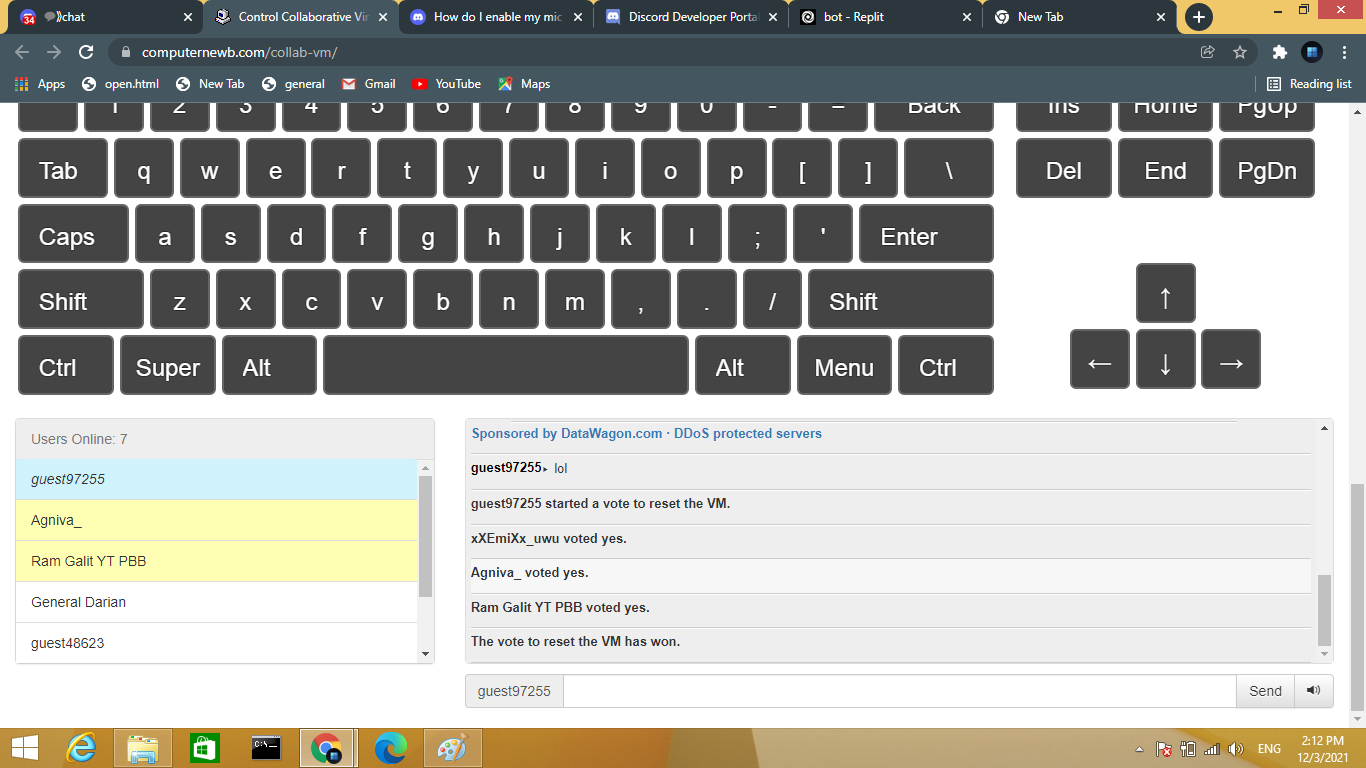 34
chat
Control Collaborative Vir
How do I enable my mic
Discord Developer Portal
bot - Replit
New Tab
computernewb.com/collab-vm/
Apps
open.html
New Tab
general
Gmail
YouTube
Maps
Reading list
1 2 3 4 5 6 7 8 9 0 - = Back Ins Home PgUp
Tab q w e r t y u i o p [ ] \ Del End PgDn
Caps a s d f g h j k l ; ' Enter
Shift z x c v b n m , . / Shift ↑
Ctrl Super Alt Alt Menu Ctrl ← ↓ →
Users Online: 7
guest97255
Agniva_
Ram Galit YT PBB
General Darian
guest48623
Sponsored by DataWagon.com · DDoS protected servers
guest97255▸ lol
guest97255 started a vote to reset the VM.
xXEmiXx_uwu voted yes.
Agniva_ voted yes.
Ram Galit YT PBB voted yes.
The vote to reset the VM has won.
guest97255
Send
C:\
ENG
2:12 PM
12/3/2021